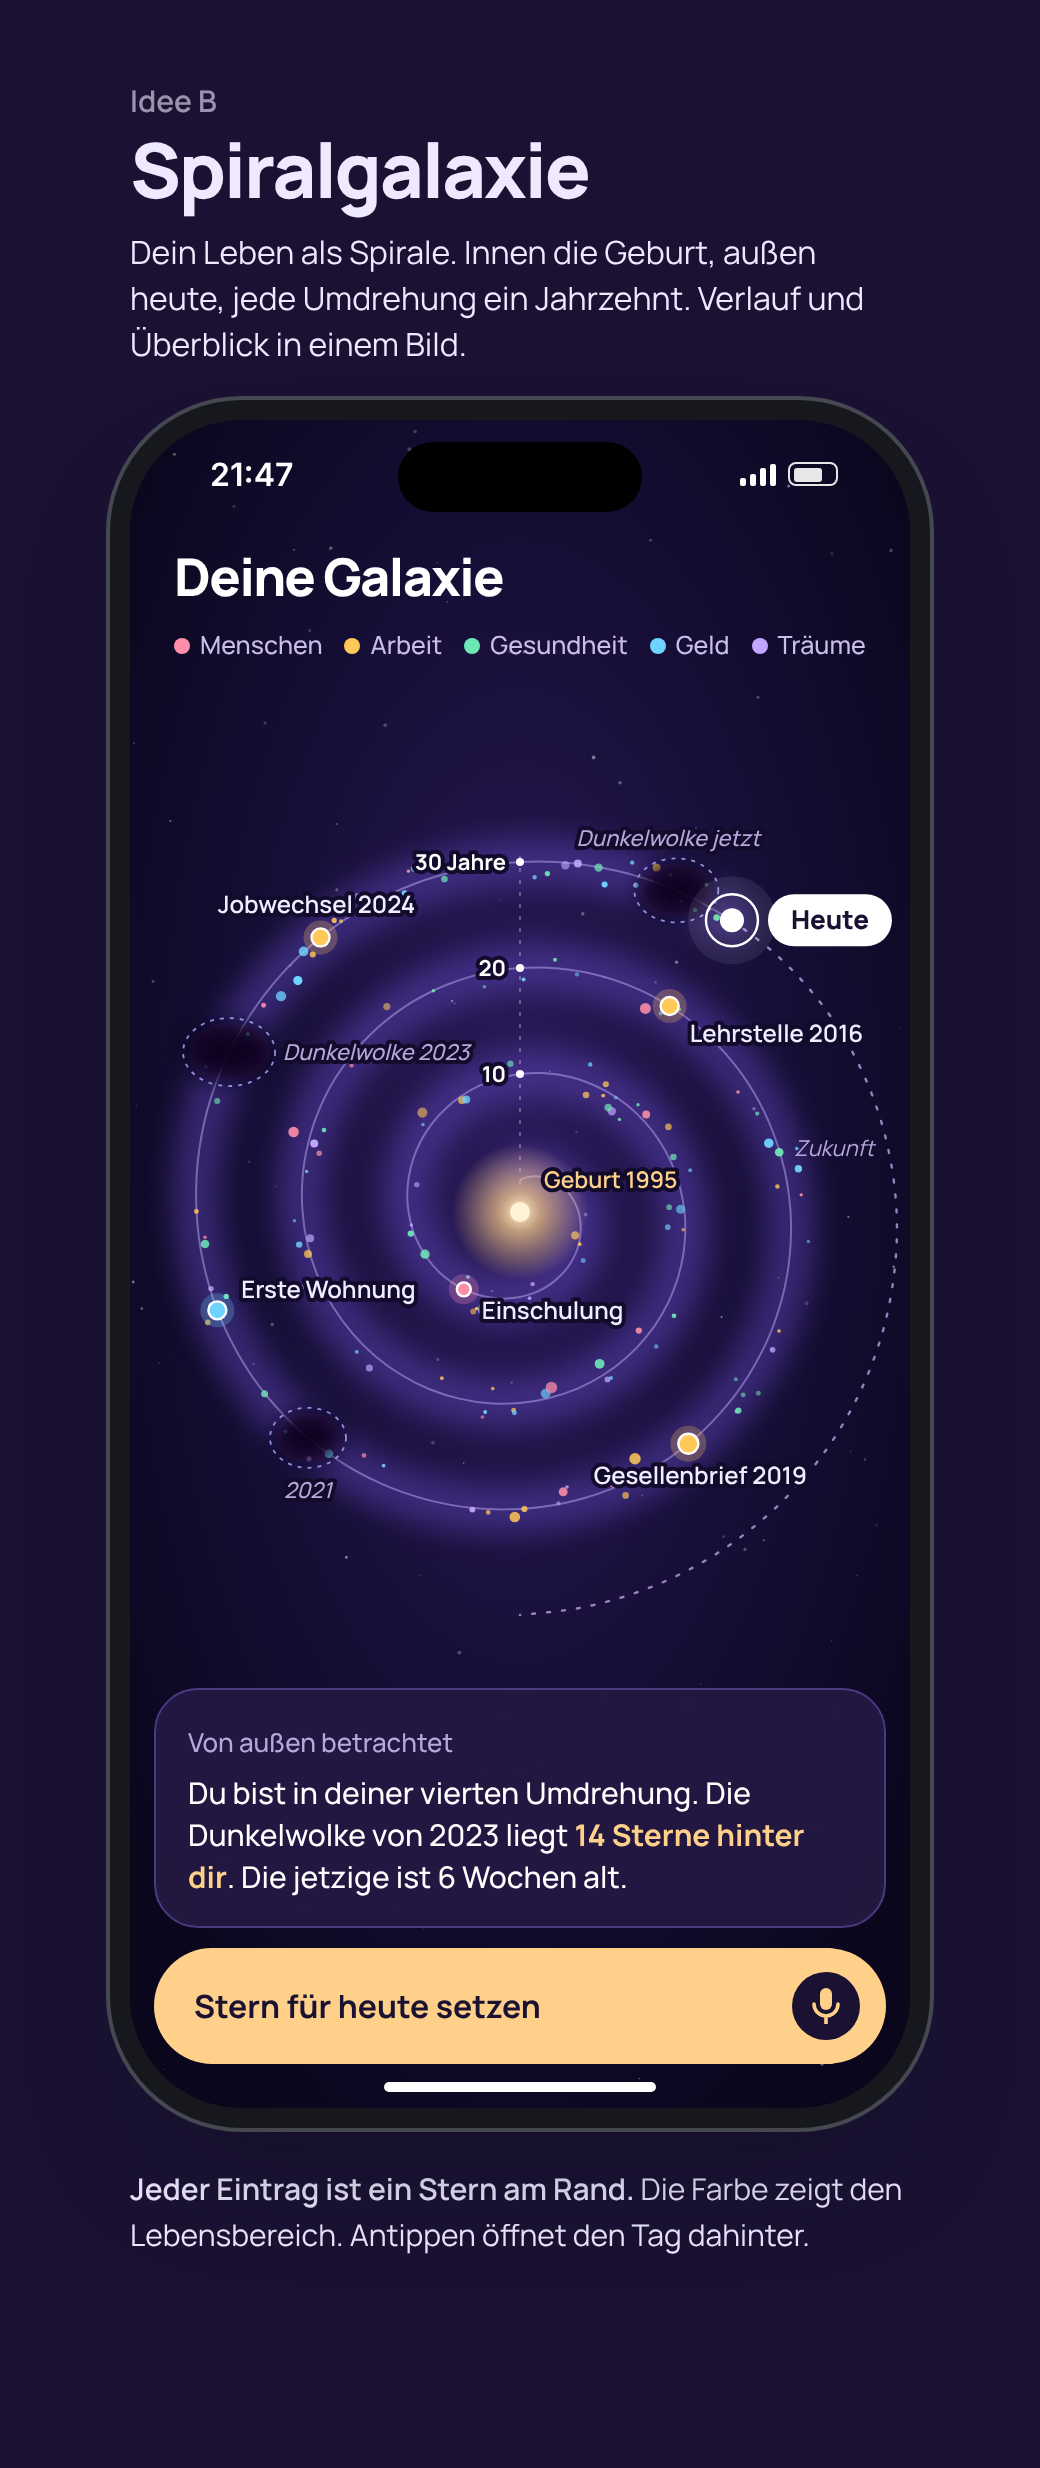 Idee B
Spiralgalaxie
Dein Leben als Spirale. Innen die Geburt, außen
heute, jede Umdrehung ein Jahrzehnt. Verlauf und
Überblick in einem Bild.
21:47
Deine Galaxie
Menschen Arbeit Gesundheit Geld Träume
Dunkelwolke jetzt
30 Jahre
Jobwechsel 2024
Heute
20
Lehrstelle 2016
Dunkelwolke 2023
10
Zukunft
Geburt 1995
Erste Wohnung
Einschulung
Gesellenbrief 2019
2021
Von außen betrachtet
Du bist in deiner vierten Umdrehung. Die
Dunkelwolke von 2023 liegt 14 Sterne hinter
dir. Die jetzige ist 6 Wochen alt.
Stern für heute setzen
Jeder Eintrag ist ein Stern am Rand. Die Farbe zeigt den
Lebensbereich. Antippen öffnet den Tag dahinter.